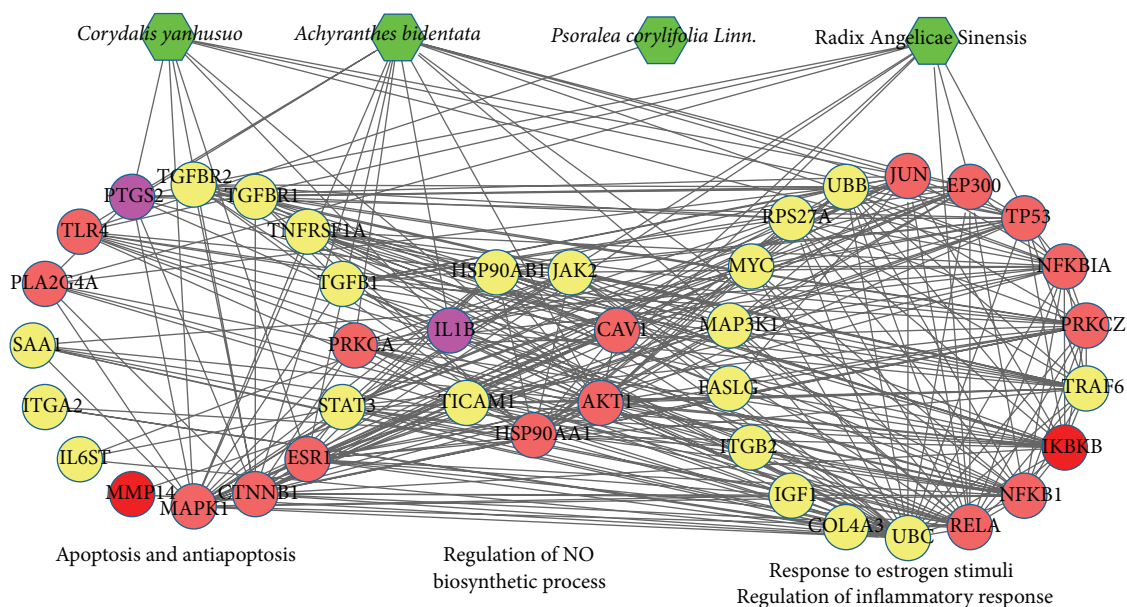 Corydalis yanhusuo
Achyranthes bidentata
Psoralea corylifolia Linn.
Radix Angelicae Sinensis
PTGS2
TGFBR2
TGFBR1
TNFRSF1A
TLR4
PLA2G4A
TGFB1
SAA1
PRKCA
ITGA2
STAT3
IL6ST
ESR1
MMP14
MAPK1
CTNNB1
HSP90AB1
JAK2
IL1B
CAV1
TICAM1
AKT1
HSP90AA1
UBB
JUN
EP300
RPS27A
TP53
MYC
NFKBIA
MAP3K1
PRKCZ
FASLG
TRAF6
ITGB2
IKBKB
IGF1
NFKB1
COL4A3
UBC
RELA
Apoptosis and antiapoptosis
Regulation of NO
biosynthetic process
Response to estrogen stimuli
Regulation of inflammatory response